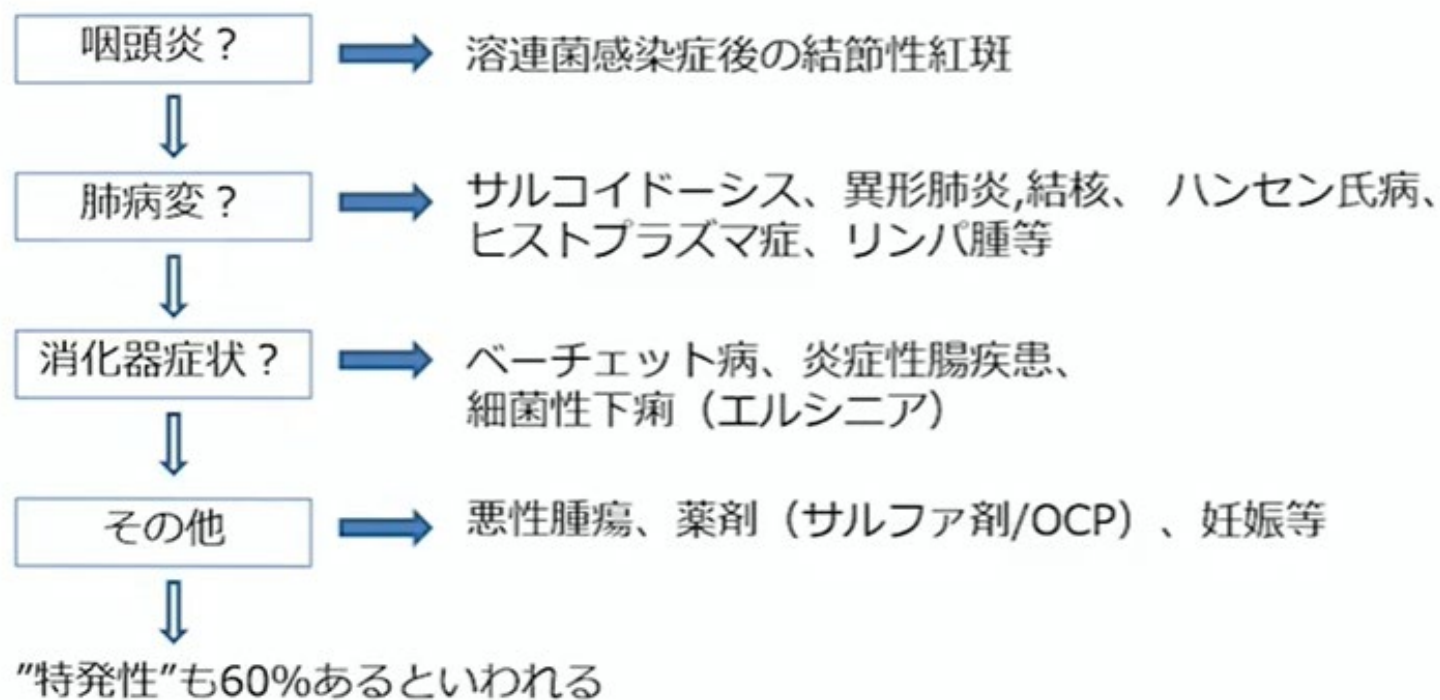 咽頭炎？
溶連菌感染症後の結節性紅斑
肺病変？
サルコイドーシス、異形肺炎,結核、 ハンセン氏病、
ヒストプラズマ症、リンパ腫等
消化器症状？
ベーチェット病、炎症性腸疾患、
細菌性下痢（エルシニア）
その他
悪性腫瘍、薬剤（サルファ剤/OCP）、妊娠等
”特発性”も60%あるといわれる